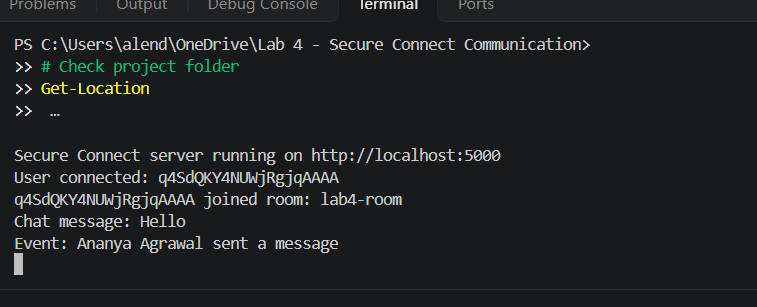 Problems Output Debug Console Terminal Ports
PS C:\Users\alend\OneDrive\Lab 4 - Secure Connect Communication>
>> # Check project folder
>> Get-Location
>> …
Secure Connect server running on http://localhost:5000
User connected: q4SdQKY4NUWjRgjqAAAA
q4SdQKY4NUWjRgjqAAAA joined room: lab4-room
Chat message: Hello
Event: Ananya Agrawal sent a message